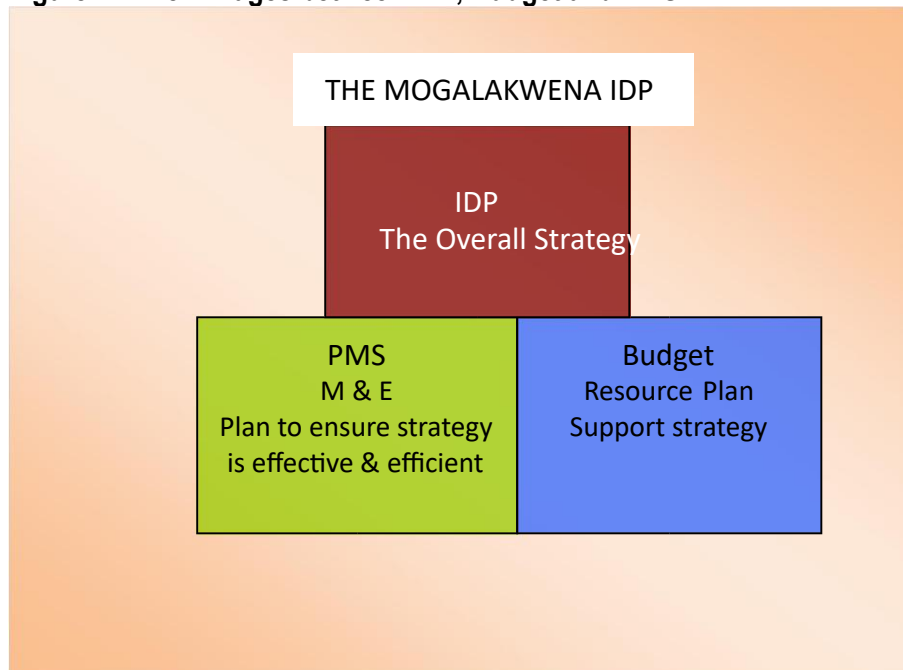 THE MOGALAKWENA IDP
IDP
The Overall Strategy
PMS
M & E
Plan to ensure strategy
is effective & efficient
Budget
Resource Plan
Support strategy